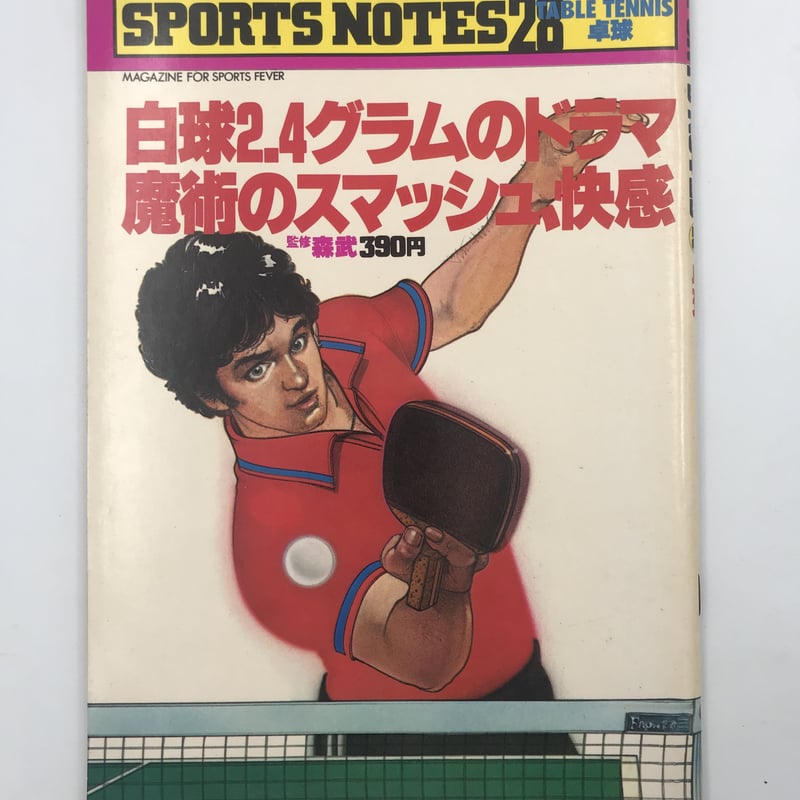 SPORTS NOTES 28
TABLE TENNIS
卓球
MAGAZINE FOR SPORTS FEVER
白球2.4グラムのドラマ
魔術のスマッシュ、快感
監修 森武 390円